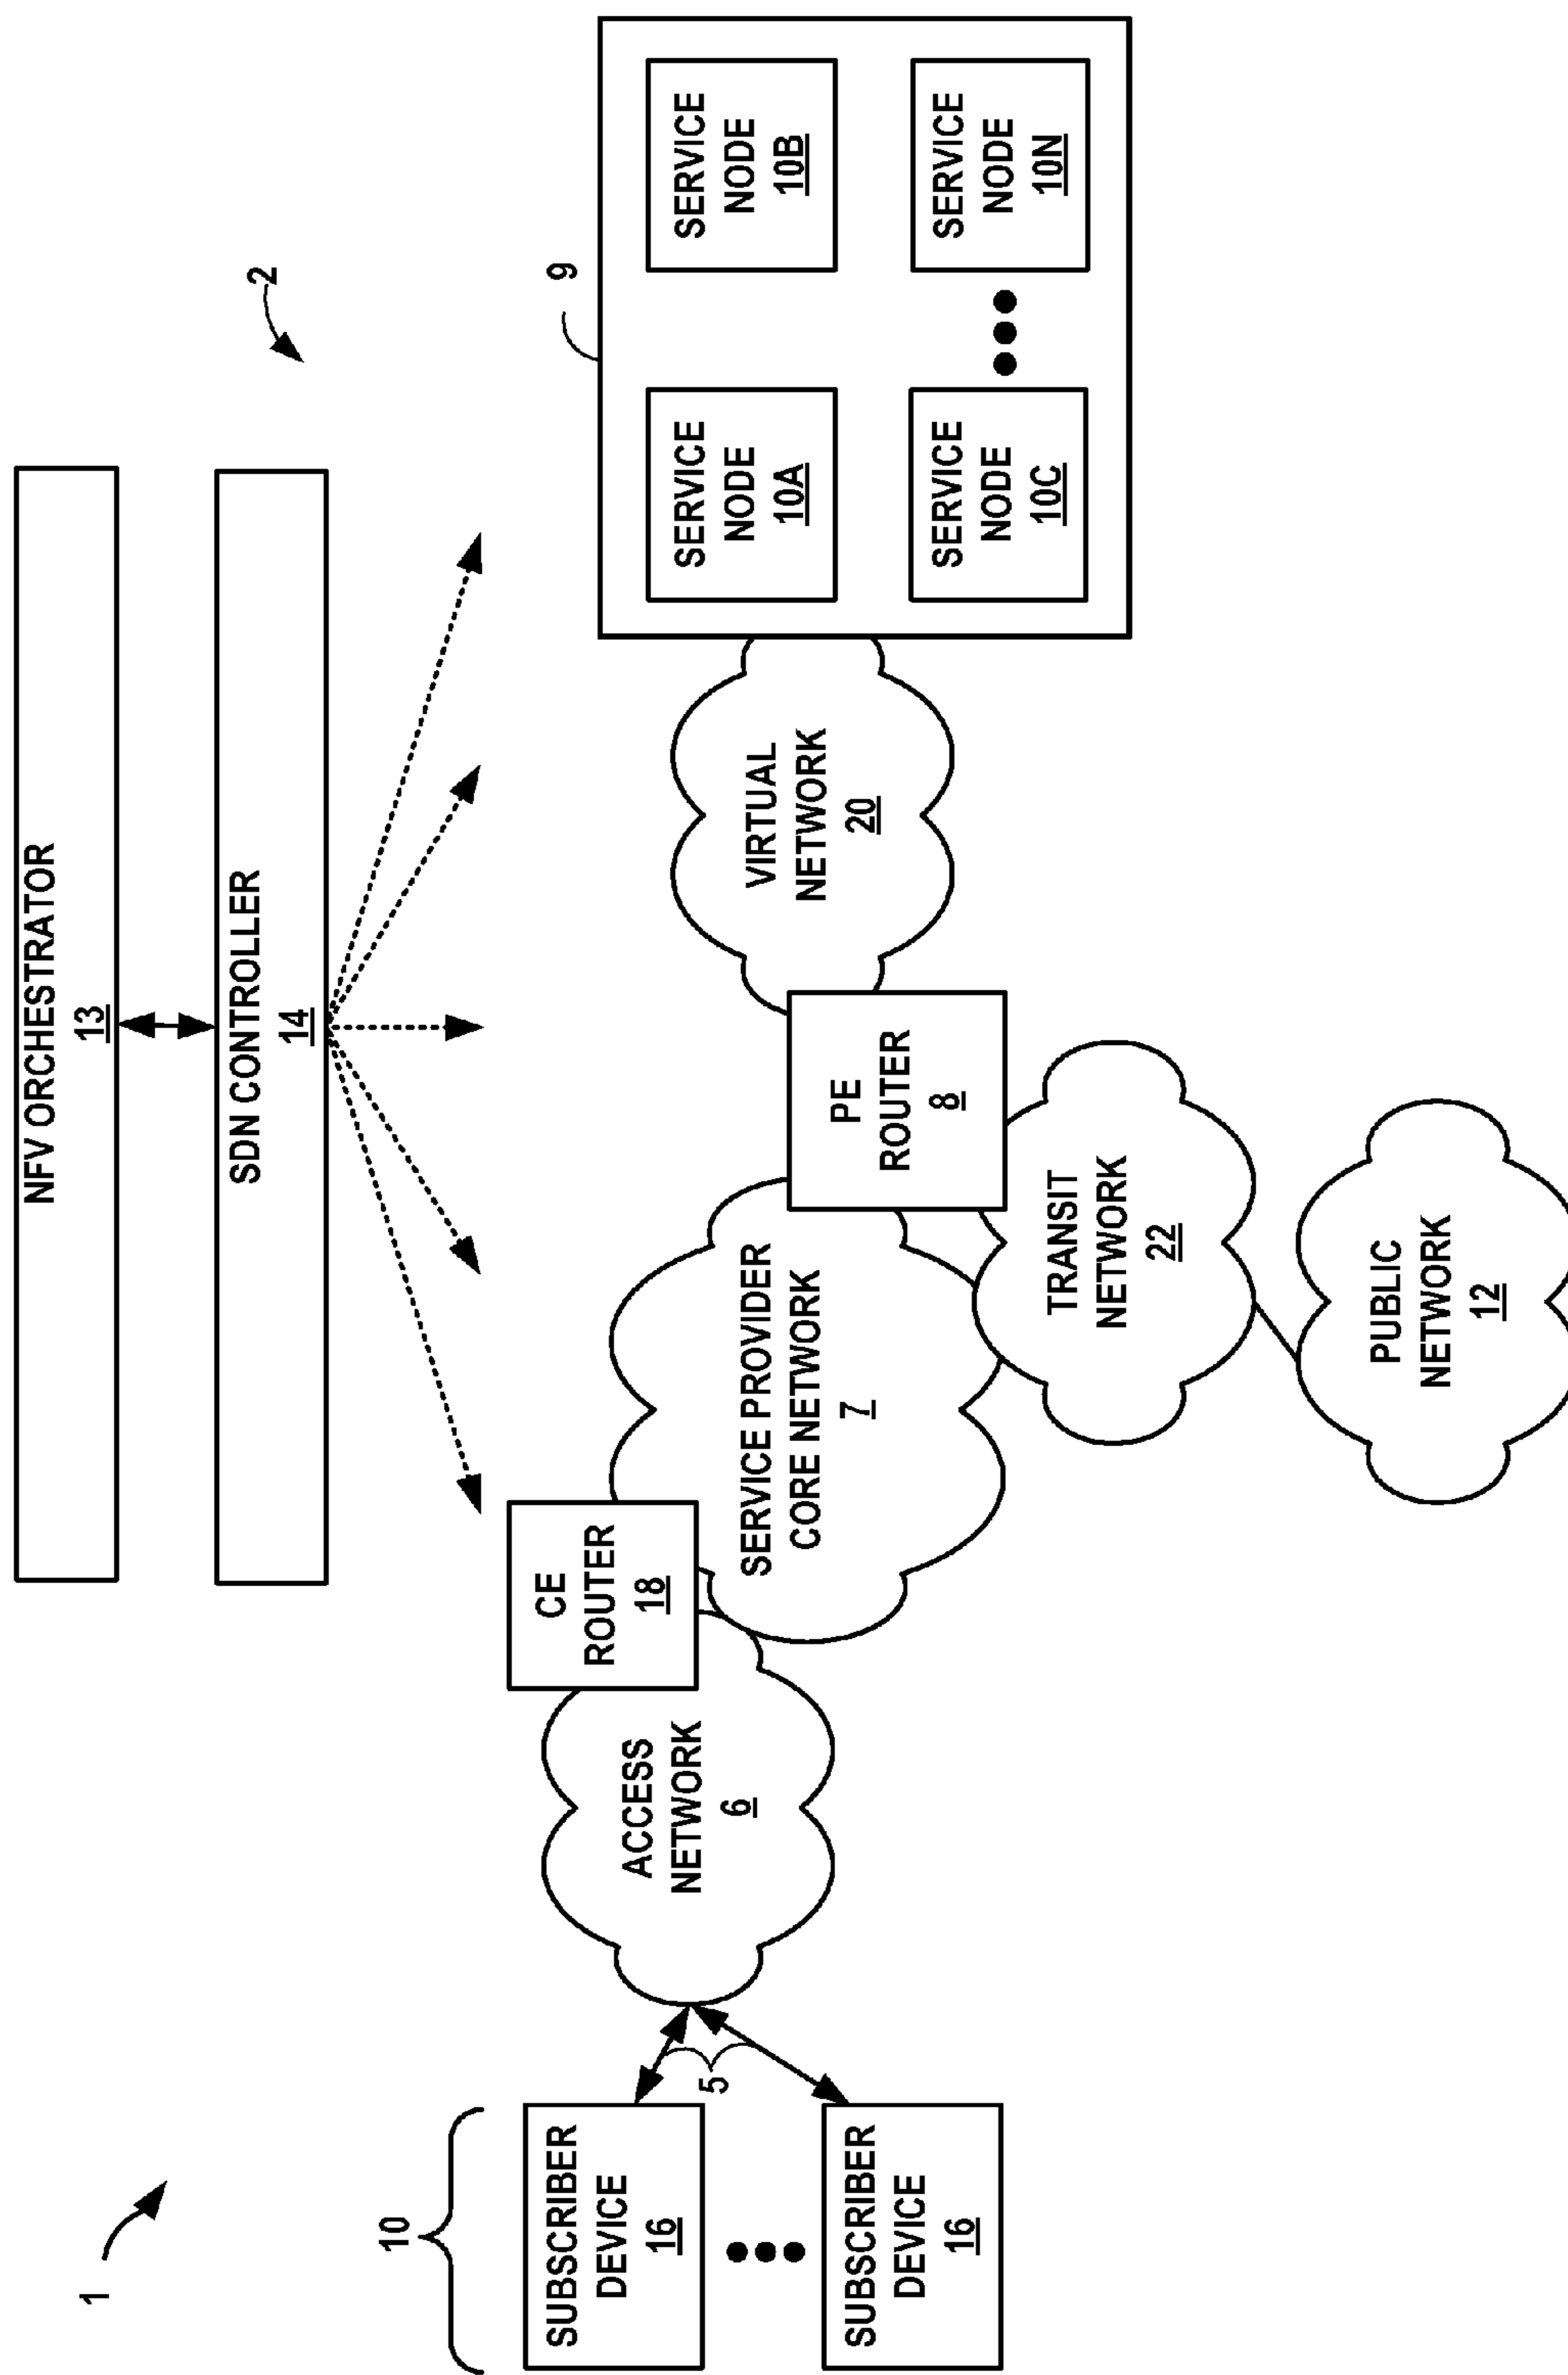 1
NFV ORCHESTRATOR
13
SDN CONTROLLER
14
2
10
SUBSCRIBER
DEVICE
16
SUBSCRIBER
DEVICE
16
5
ACCESS
NETWORK
6
CE
ROUTER
18
SERVICE PROVIDER
CORE NETWORK
7
PE
ROUTER
8
VIRTUAL
NETWORK
20
TRANSIT
NETWORK
22
PUBLIC
NETWORK
12
9
SERVICE
NODE
10A
SERVICE
NODE
10B
SERVICE
NODE
10C
SERVICE
NODE
10N